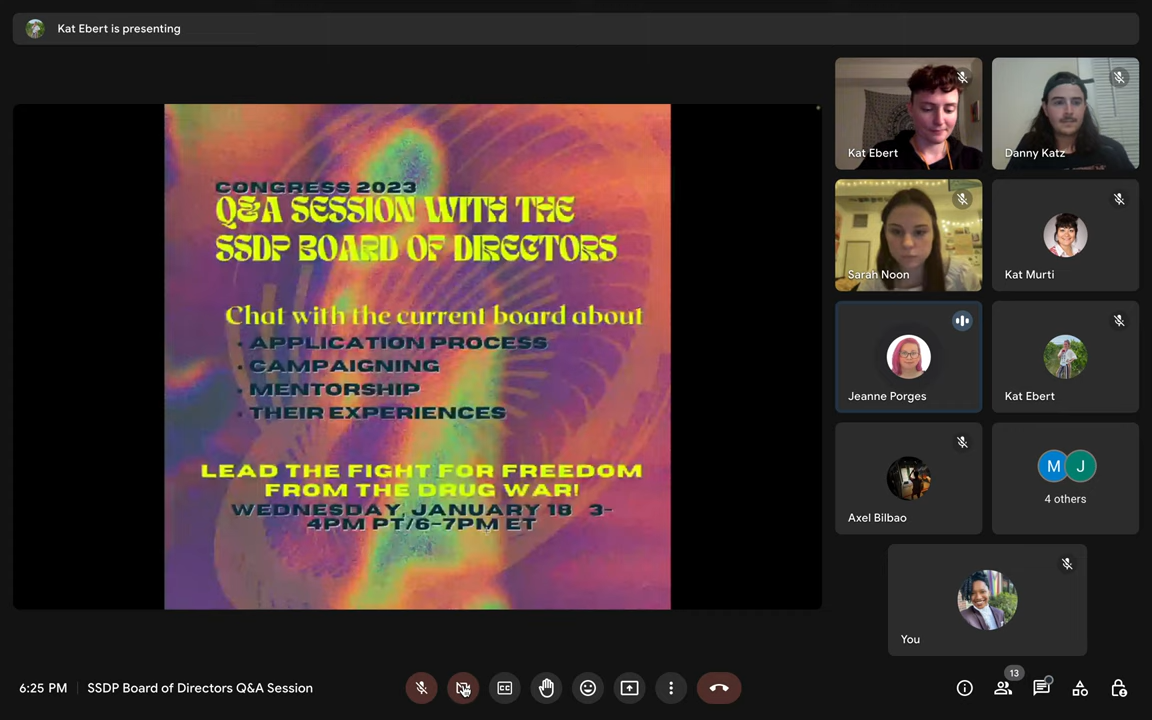 Kat Ebert is presenting
CONGRESS 2023
Q&A SESSION WITH THE
SSDP BOARD OF DIRECTORS
Chat with the current board about
• APPLICATION PROCESS
• CAMPAIGNING
• MENTORSHIP
• THEIR EXPERIENCES
LEAD THE FIGHT FOR FREEDOM
FROM THE DRUG WAR!
WEDNESDAY, JANUARY 18 3-
4PM PT/6-7PM ET
Kat Ebert
Danny Katz
Sarah Noon
Kat Murti
Jeanne Porges
Kat Ebert
Axel Bilbao
M J
4 others
You
6:25 PM | SSDP Board of Directors Q&A Session
CC
13